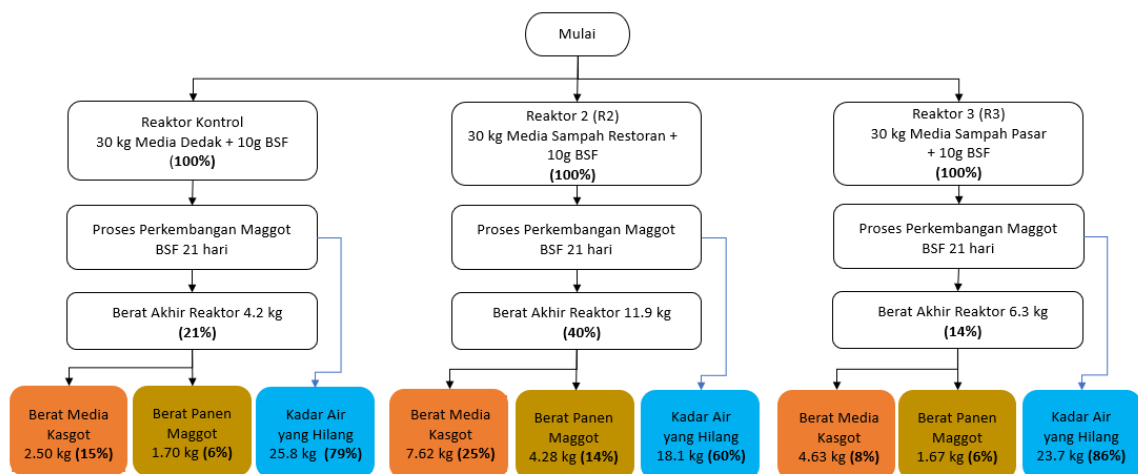 Mulai
Reaktor Kontrol
30 kg Media Dedak + 10g BSF
(100%)
Reaktor 2 (R2)
30 kg Media Sampah Restoran +
10g BSF
(100%)
Reaktor 3 (R3)
30 kg Media Sampah Pasar
+ 10g BSF
(100%)
Proses Perkembangan Maggot
BSF 21 hari
Proses Perkembangan Maggot
BSF 21 hari
Proses Perkembangan Maggot
BSF 21 hari
Berat Akhir Reaktor 4.2 kg
(21%)
Berat Akhir Reaktor 11.9 kg
(40%)
Berat Akhir Reaktor 6.3 kg
(14%)
Berat Media
Kasgot
2.50 kg (15%)
Berat Panen
Maggot
1.70 kg (6%)
Kadar Air
yang Hilang
25.8 kg (79%)
Berat Media
Kasgot
7.62 kg (25%)
Berat Panen
Maggot
4.28 kg (14%)
Kadar Air
yang Hilang
18.1 kg (60%)
Berat Media
Kasgot
4.63 kg (8%)
Berat Panen
Maggot
1.67 kg (6%)
Kadar Air
yang Hilang
23.7 kg (86%)